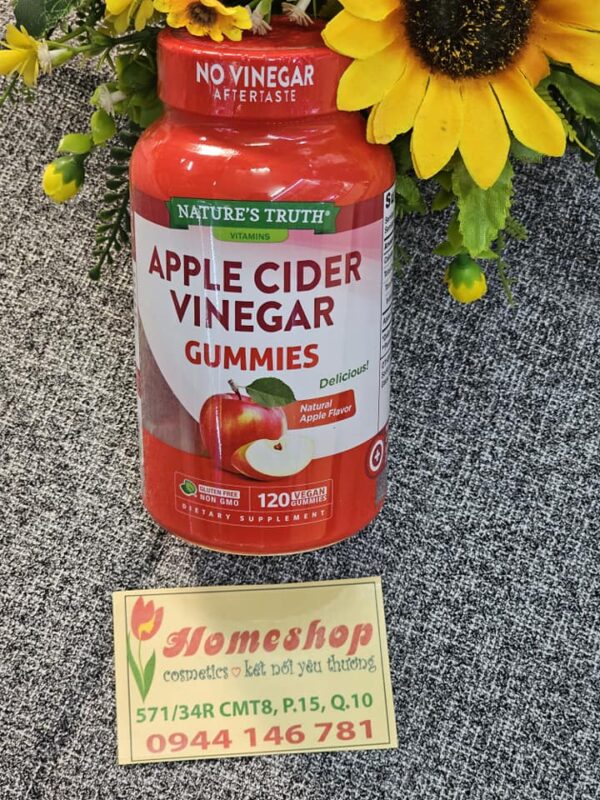 NO VINEGAR
AFTERTASTE
NATURE'S TRUTH®
VITAMINS
APPLE CIDER
VINEGAR
GUMMIES
Delicious!
Natural
Apple Flavor
GLUTEN FREE
NON GMO
120 VEGAN
GUMMIES
DIETARY SUPPLEMENT
Homeshop
cosmetics ♡ kết nối yêu thương
571/34R CMT8, P.15, Q.10
0944 146 781